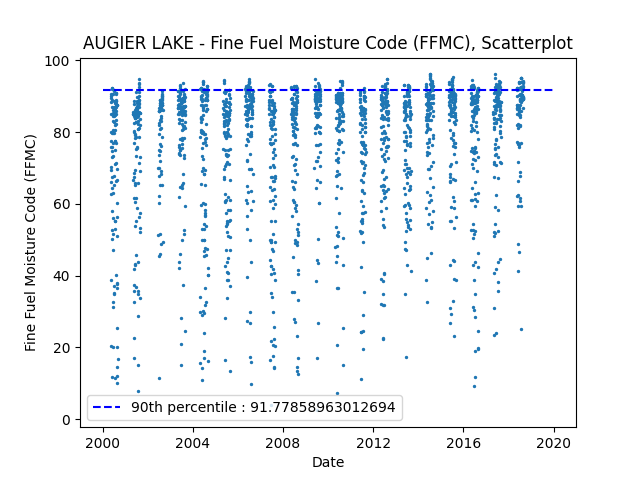 AUGIER LAKE - Fine Fuel Moisture Code (FFMC), Scatterplot
100
80
60
40
20
0
Fine Fuel Moisture Code (FFMC)
90th percentile : 91.77858963012694
2000 2004 2008 2012 2016 2020
Date